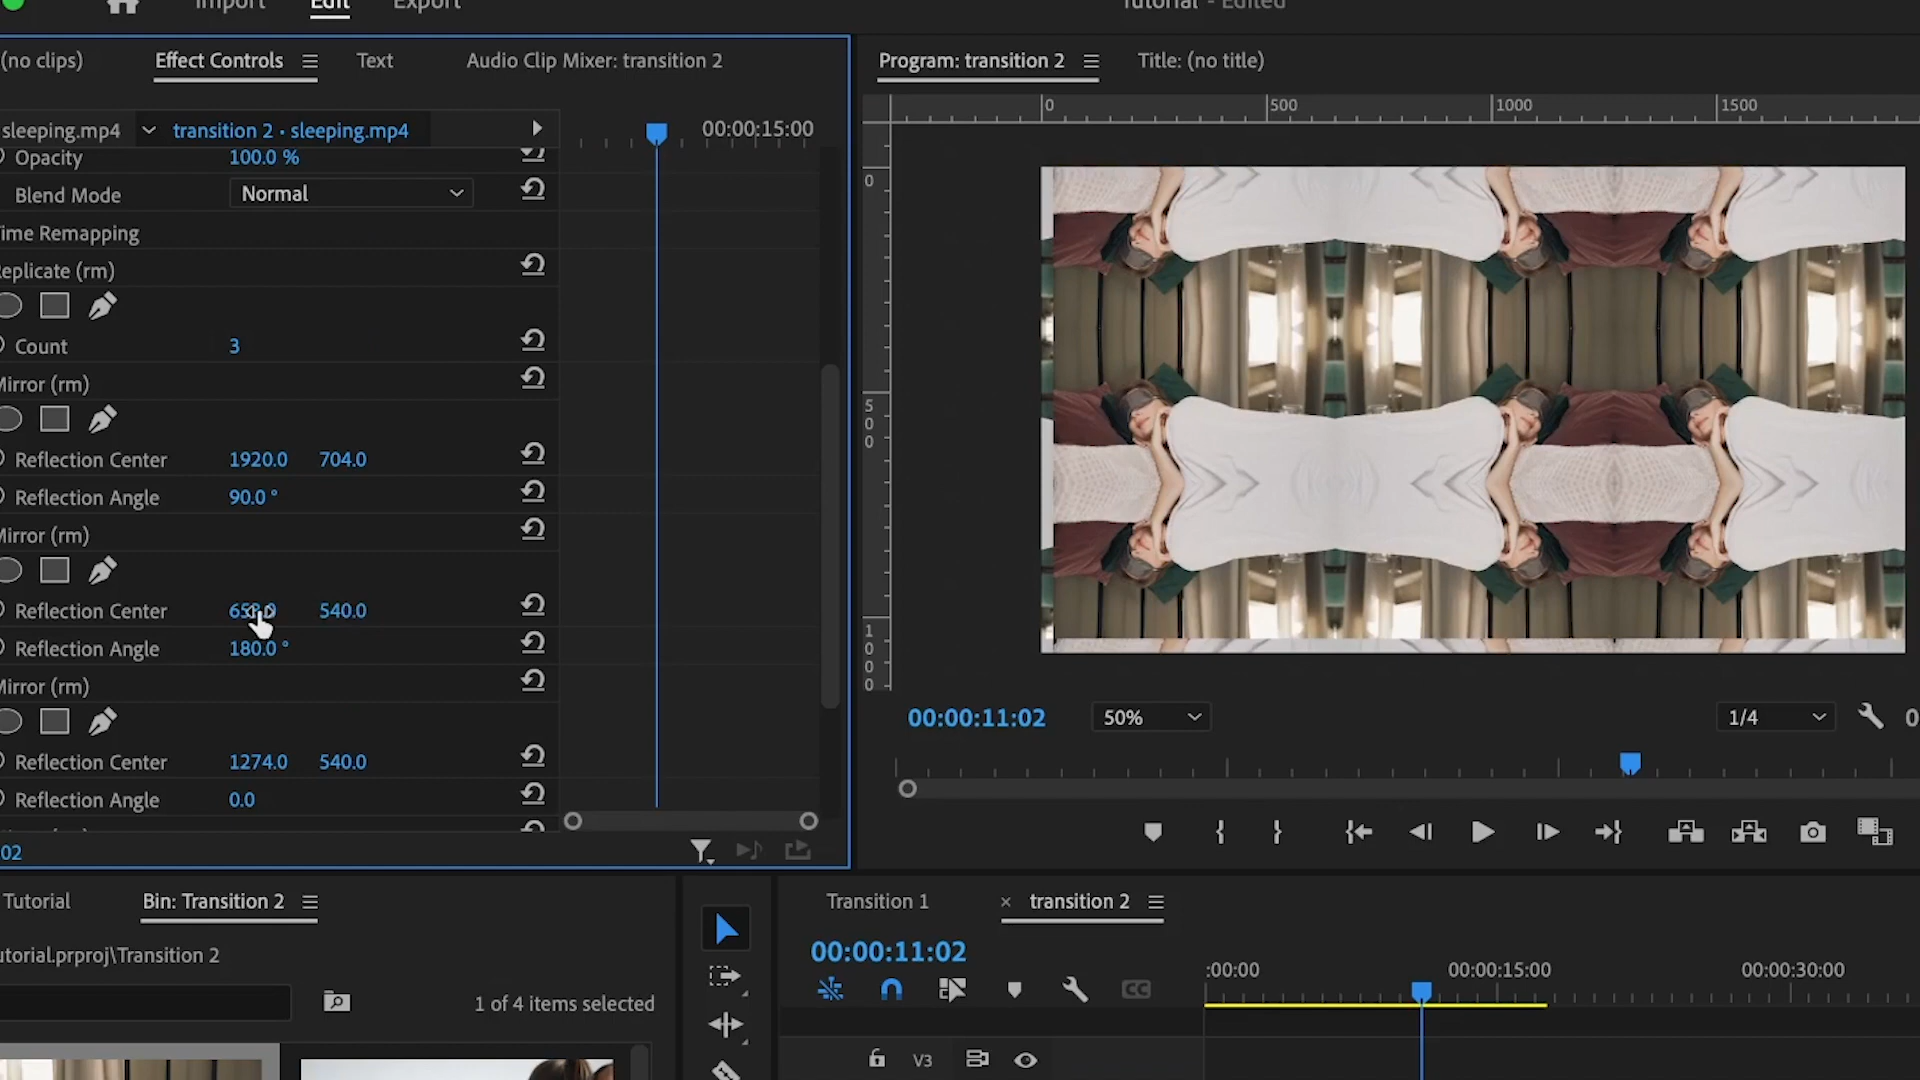 Import Edit Export
Tutorial - Edited
(no clips) Effect Controls Text Audio Clip Mixer: transition 2
Program: transition 2 Title: (no title)
sleeping.mp4 transition 2 • sleeping.mp4 00:00:15:00
Opacity 100.0 %
Blend Mode Normal
ime Remapping
eplicate (rm)
Count 3
Mirror (rm)
Reflection Center 1920.0 704.0
Reflection Angle 90.0 °
Mirror (rm)
Reflection Center 540.0
Reflection Angle 180.0 °
Mirror (rm)
Reflection Center 1274.0 540.0
Reflection Angle 0.0
02
0 500 1000 1500
0
500
1000
00:00:11:02 50% 1/4 0
Tutorial Bin: Transition 2
utorial.prproj\Transition 2
1 of 4 items selected
Transition 1 × transition 2
00:00:11:02
:00:00 00:00:15:00 00:00:30:00
CC
V3